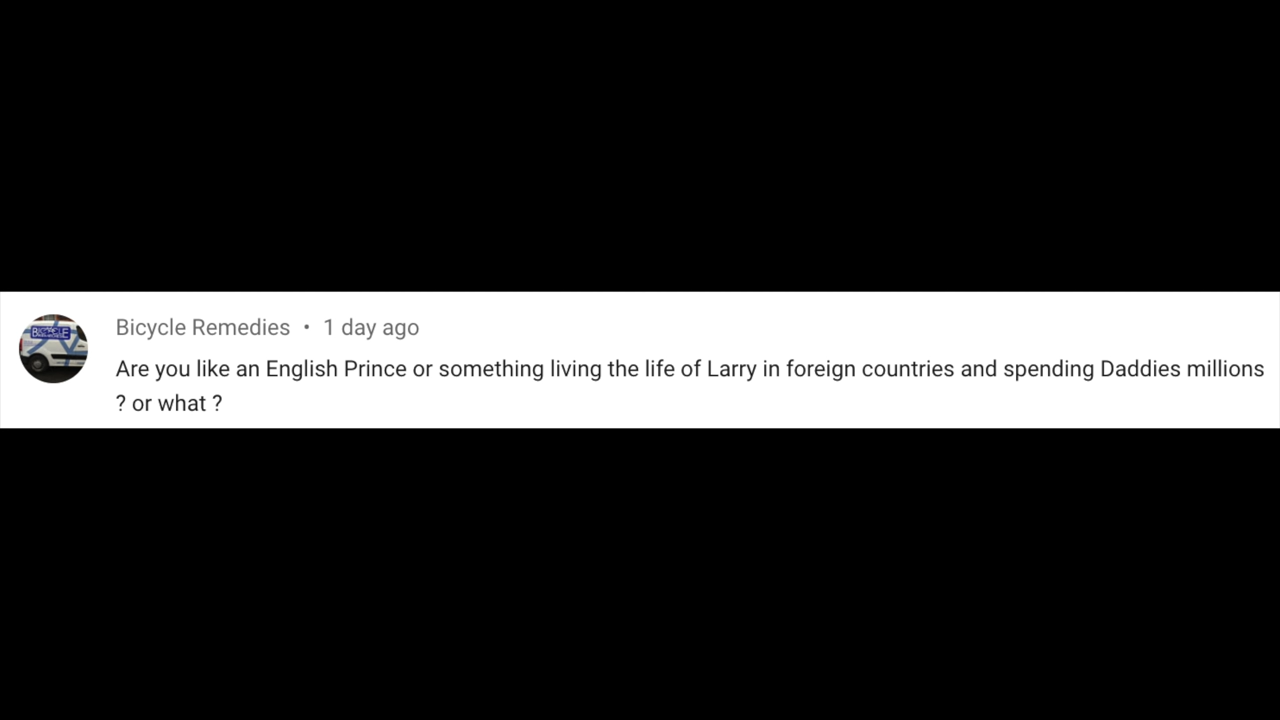 Bicycle Remedies • 1 day ago
Are you like an English Prince or something living the life of Larry in foreign countries and spending Daddies millions
? or what ?